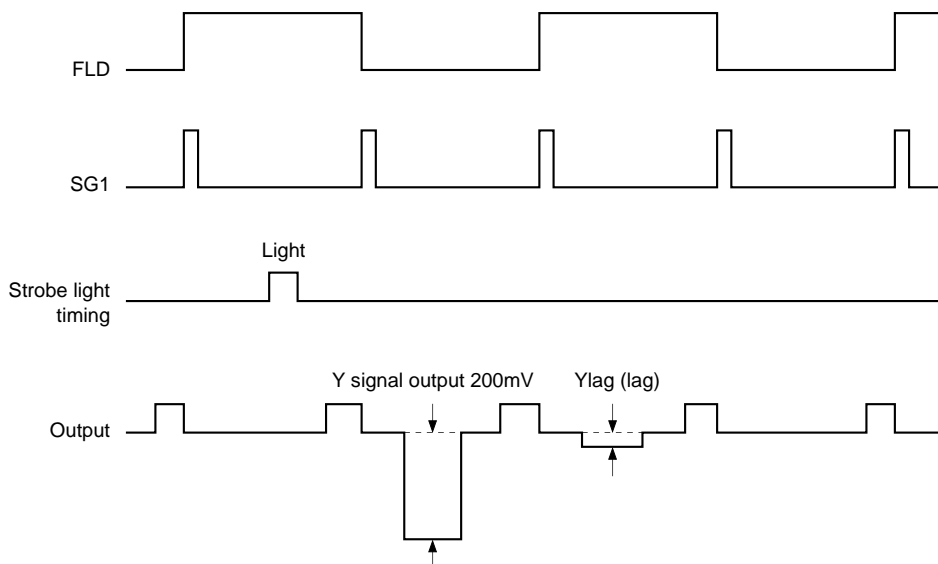 FLD
SG1
Light
Strobe light
timing
Y signal output 200mV
Ylag (lag)
Output